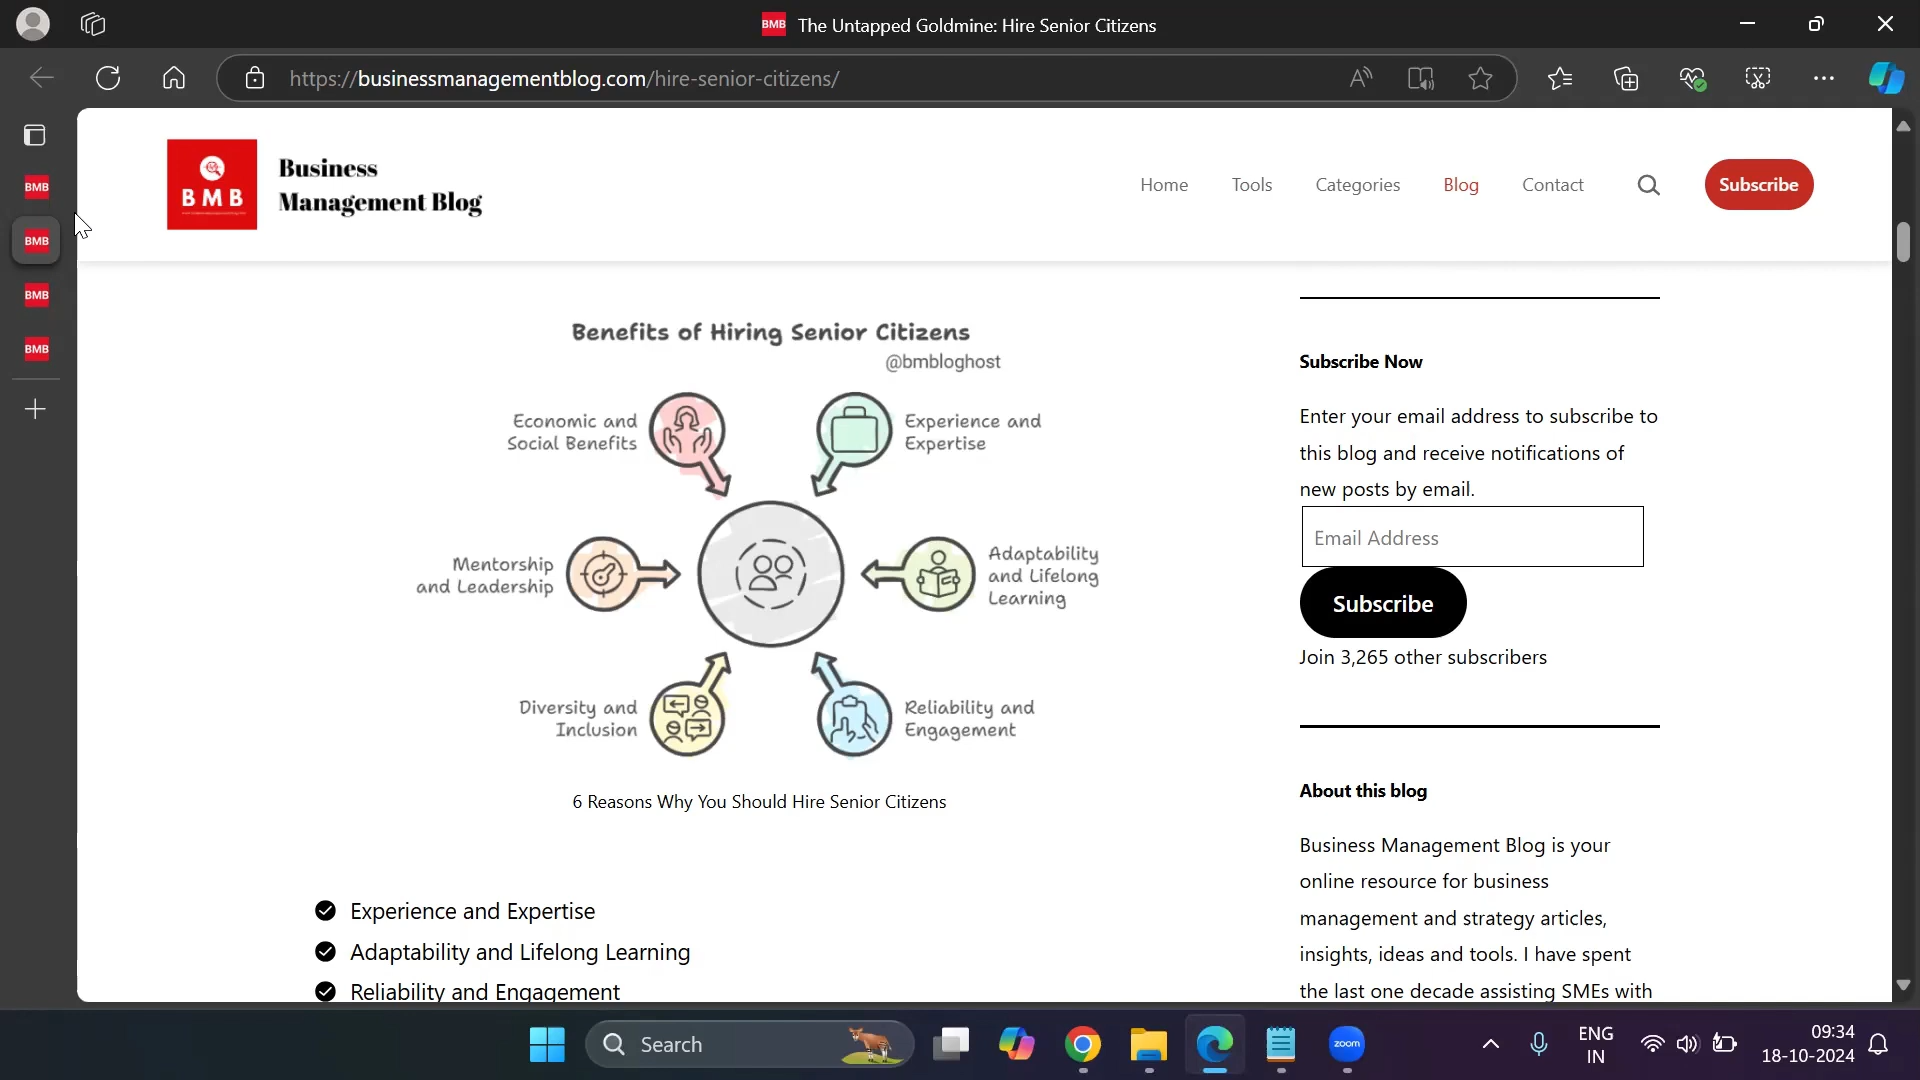 BMB
The Untapped Goldmine: Hire Senior Citizens
https://businessmanagementblog.com/hire-senior-citizens/
BMB
BMB
BMB
BMB
B M B
Business
Management Blog
Home
Tools
Categories
Blog
Contact
Subscribe
Benefits of Hiring Senior Citizens
@bmbloghost
Economic and
Social Benefits
Experience and
Expertise
Mentorship
and Leadership
Adaptability
and Lifelong
Learning
Diversity and
Inclusion
Reliability and
Engagement
6 Reasons Why You Should Hire Senior Citizens
Experience and Expertise
Adaptability and Lifelong Learning
Reliability and Engagement
Subscribe Now
Enter your email address to subscribe to
this blog and receive notifications of
new posts by email.
Email Address
Subscribe
Join 3,265 other subscribers
About this blog
Business Management Blog is your
online resource for business
management and strategy articles,
insights, ideas and tools. I have spent
the last one decade assisting SMEs with
Search
zoom
ENG
IN
09:34
18-10-2024